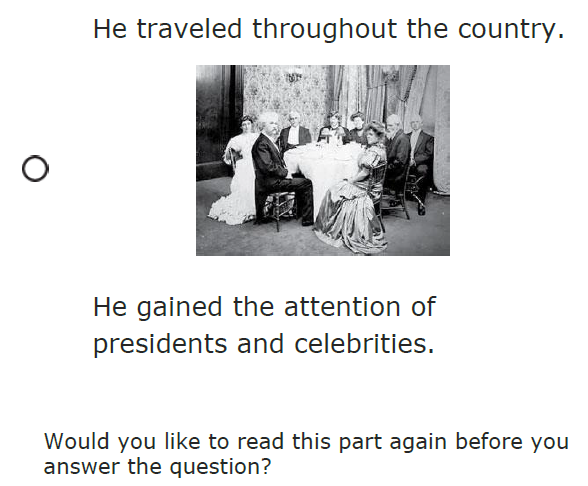 He traveled throughout the country.
He gained the attention of
presidents and celebrities.
Would you like to read this part again before you
answer the question?